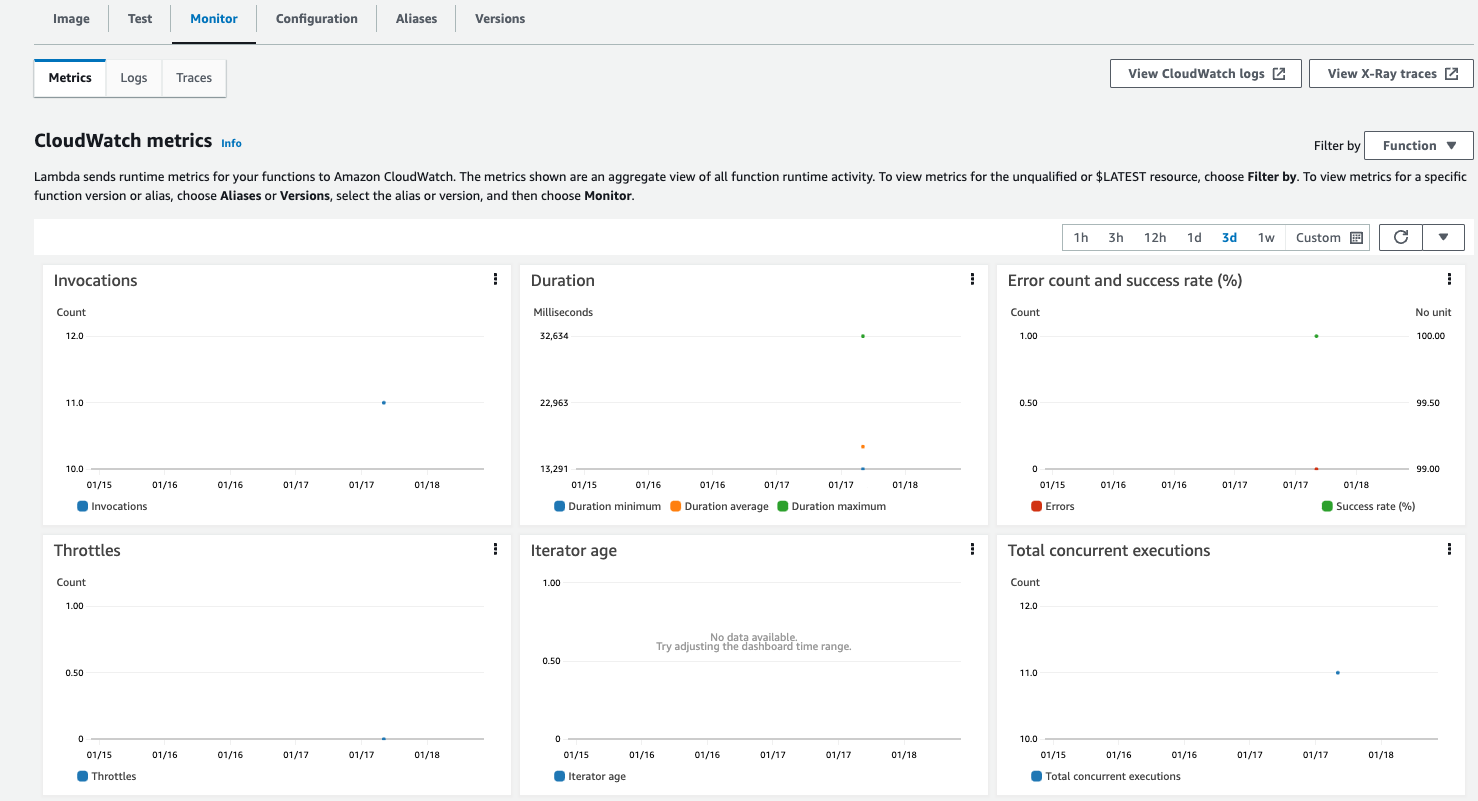 Image Test Monitor Configuration Aliases Versions
Metrics Logs Traces
View CloudWatch logs View X-Ray traces
CloudWatch metrics Info
Filter by Function
Lambda sends runtime metrics for your functions to Amazon CloudWatch. The metrics shown are an aggregate view of all function runtime activity. To view metrics for the unqualified or $LATEST resource, choose Filter by. To view metrics for a specific
function version or alias, choose Aliases or Versions, select the alias or version, and then choose Monitor.
1h 3h 12h 1d 3d 1w Custom
Invocations
Count
12.0
11.0
10.0
01/15 01/16 01/16 01/17 01/17 01/18
Invocations
Duration
Milliseconds
32,634
22,963
13,291
01/15 01/16 01/16 01/17 01/17 01/18
Duration minimum Duration average Duration maximum
Error count and success rate (%)
Count No unit
1.00 100.00
0.50 99.50
0 99.00
01/15 01/16 01/16 01/17 01/17 01/18
Errors Success rate (%)
Throttles
Count
1.00
0.50
0
01/15 01/16 01/16 01/17 01/17 01/18
Throttles
Iterator age
1.00
No data available.
Try adjusting the dashboard time range.
0.50
0
01/15 01/16 01/16 01/17 01/17 01/18
Iterator age
Total concurrent executions
Count
12.0
11.0
10.0
01/15 01/16 01/16 01/17 01/17 01/18
Total concurrent executions